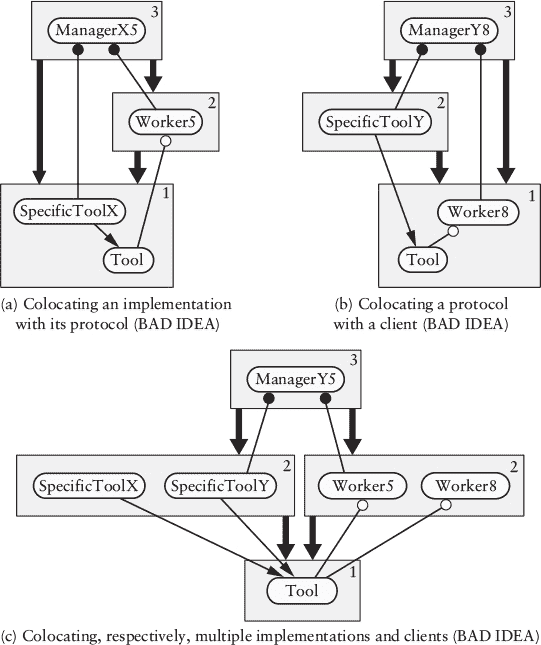 3
ManagerX5
2
Worker5
1
SpecificToolX
Tool
(a) Colocating an implementation
with its protocol (BAD IDEA)
3
ManagerY8
2
SpecificToolY
1
Worker8
Tool
(b) Colocating a protocol
with a client (BAD IDEA)
3
ManagerY5
2
SpecificToolX SpecificToolY
2
Worker5 Worker8
1
Tool
(c) Colocating, respectively, multiple implementations and clients (BAD IDEA)